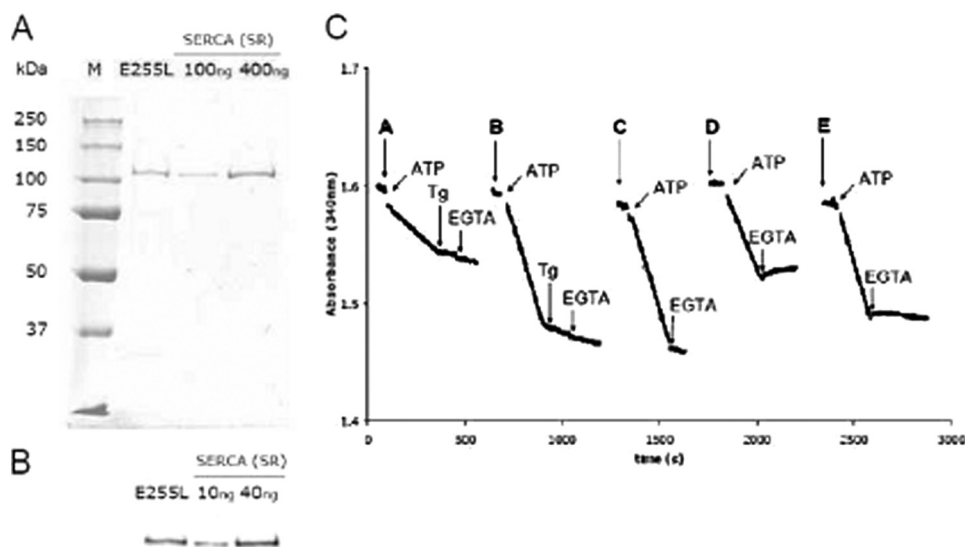 A
SERCA (SR)
kDa M E255L 100ng 400ng
250
150
100
75
50
37
B
SERCA (SR)
E255L 10ng 40ng
C
1.7
1.6
1.5
1.4
Absorbance (340nm)
A B C D E
ATP ATP ATP ATP ATP
Tg EGTA
Tg EGTA
EGTA
EGTA
EGTA
0 500 1000 1500 2000 2500 3000
time (s)